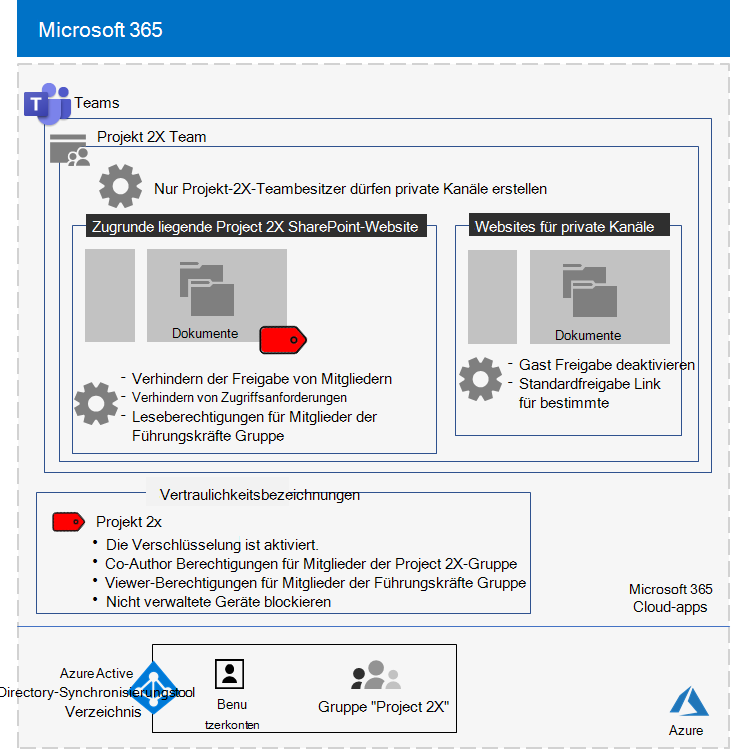 Microsoft 365
Teams
Projekt 2X Team
Nur Projekt-2X-Teambesitzer dürfen private Kanäle erstellen
Zugrunde liegende Project 2X SharePoint-Website
Dokumente
- Verhindern der Freigabe von Mitgliedern
- Verhindern von Zugriffsanforderungen
- Leseberechtigungen für Mitglieder der
Führungskräfte Gruppe
Websites für private Kanäle
Dokumente
- Gast Freigabe deaktivieren
- Standardfreigabe Link
für bestimmte
Vertraulichkeitsbezeichnungen
Projekt 2x
• Die Verschlüsselung ist aktiviert.
• Co-Author Berechtigungen für Mitglieder der Project 2X-Gruppe
• Viewer-Berechtigungen für Mitglieder der Führungskräfte Gruppe
• Nicht verwaltete Geräte blockieren
Microsoft 365
Cloud-apps
Azure Active
Directory-Synchronisierungstool
Verzeichnis
Benu
tzerkonten
Gruppe "Project 2X"
Azure